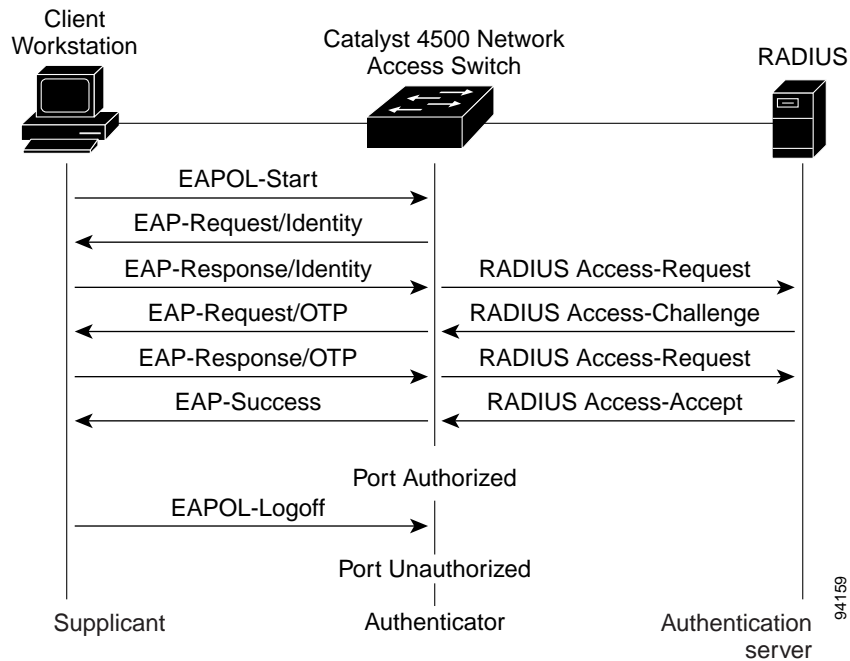 Client
Workstation
Catalyst 4500 Network
Access Switch
RADIUS
EAPOL-Start
EAP-Request/Identity
EAP-Response/Identity
RADIUS Access-Request
EAP-Request/OTP
RADIUS Access-Challenge
EAP-Response/OTP
RADIUS Access-Request
EAP-Success
RADIUS Access-Accept
Port Authorized
EAPOL-Logoff
Port Unauthorized
Supplicant
Authenticator
Authentication
server
94159